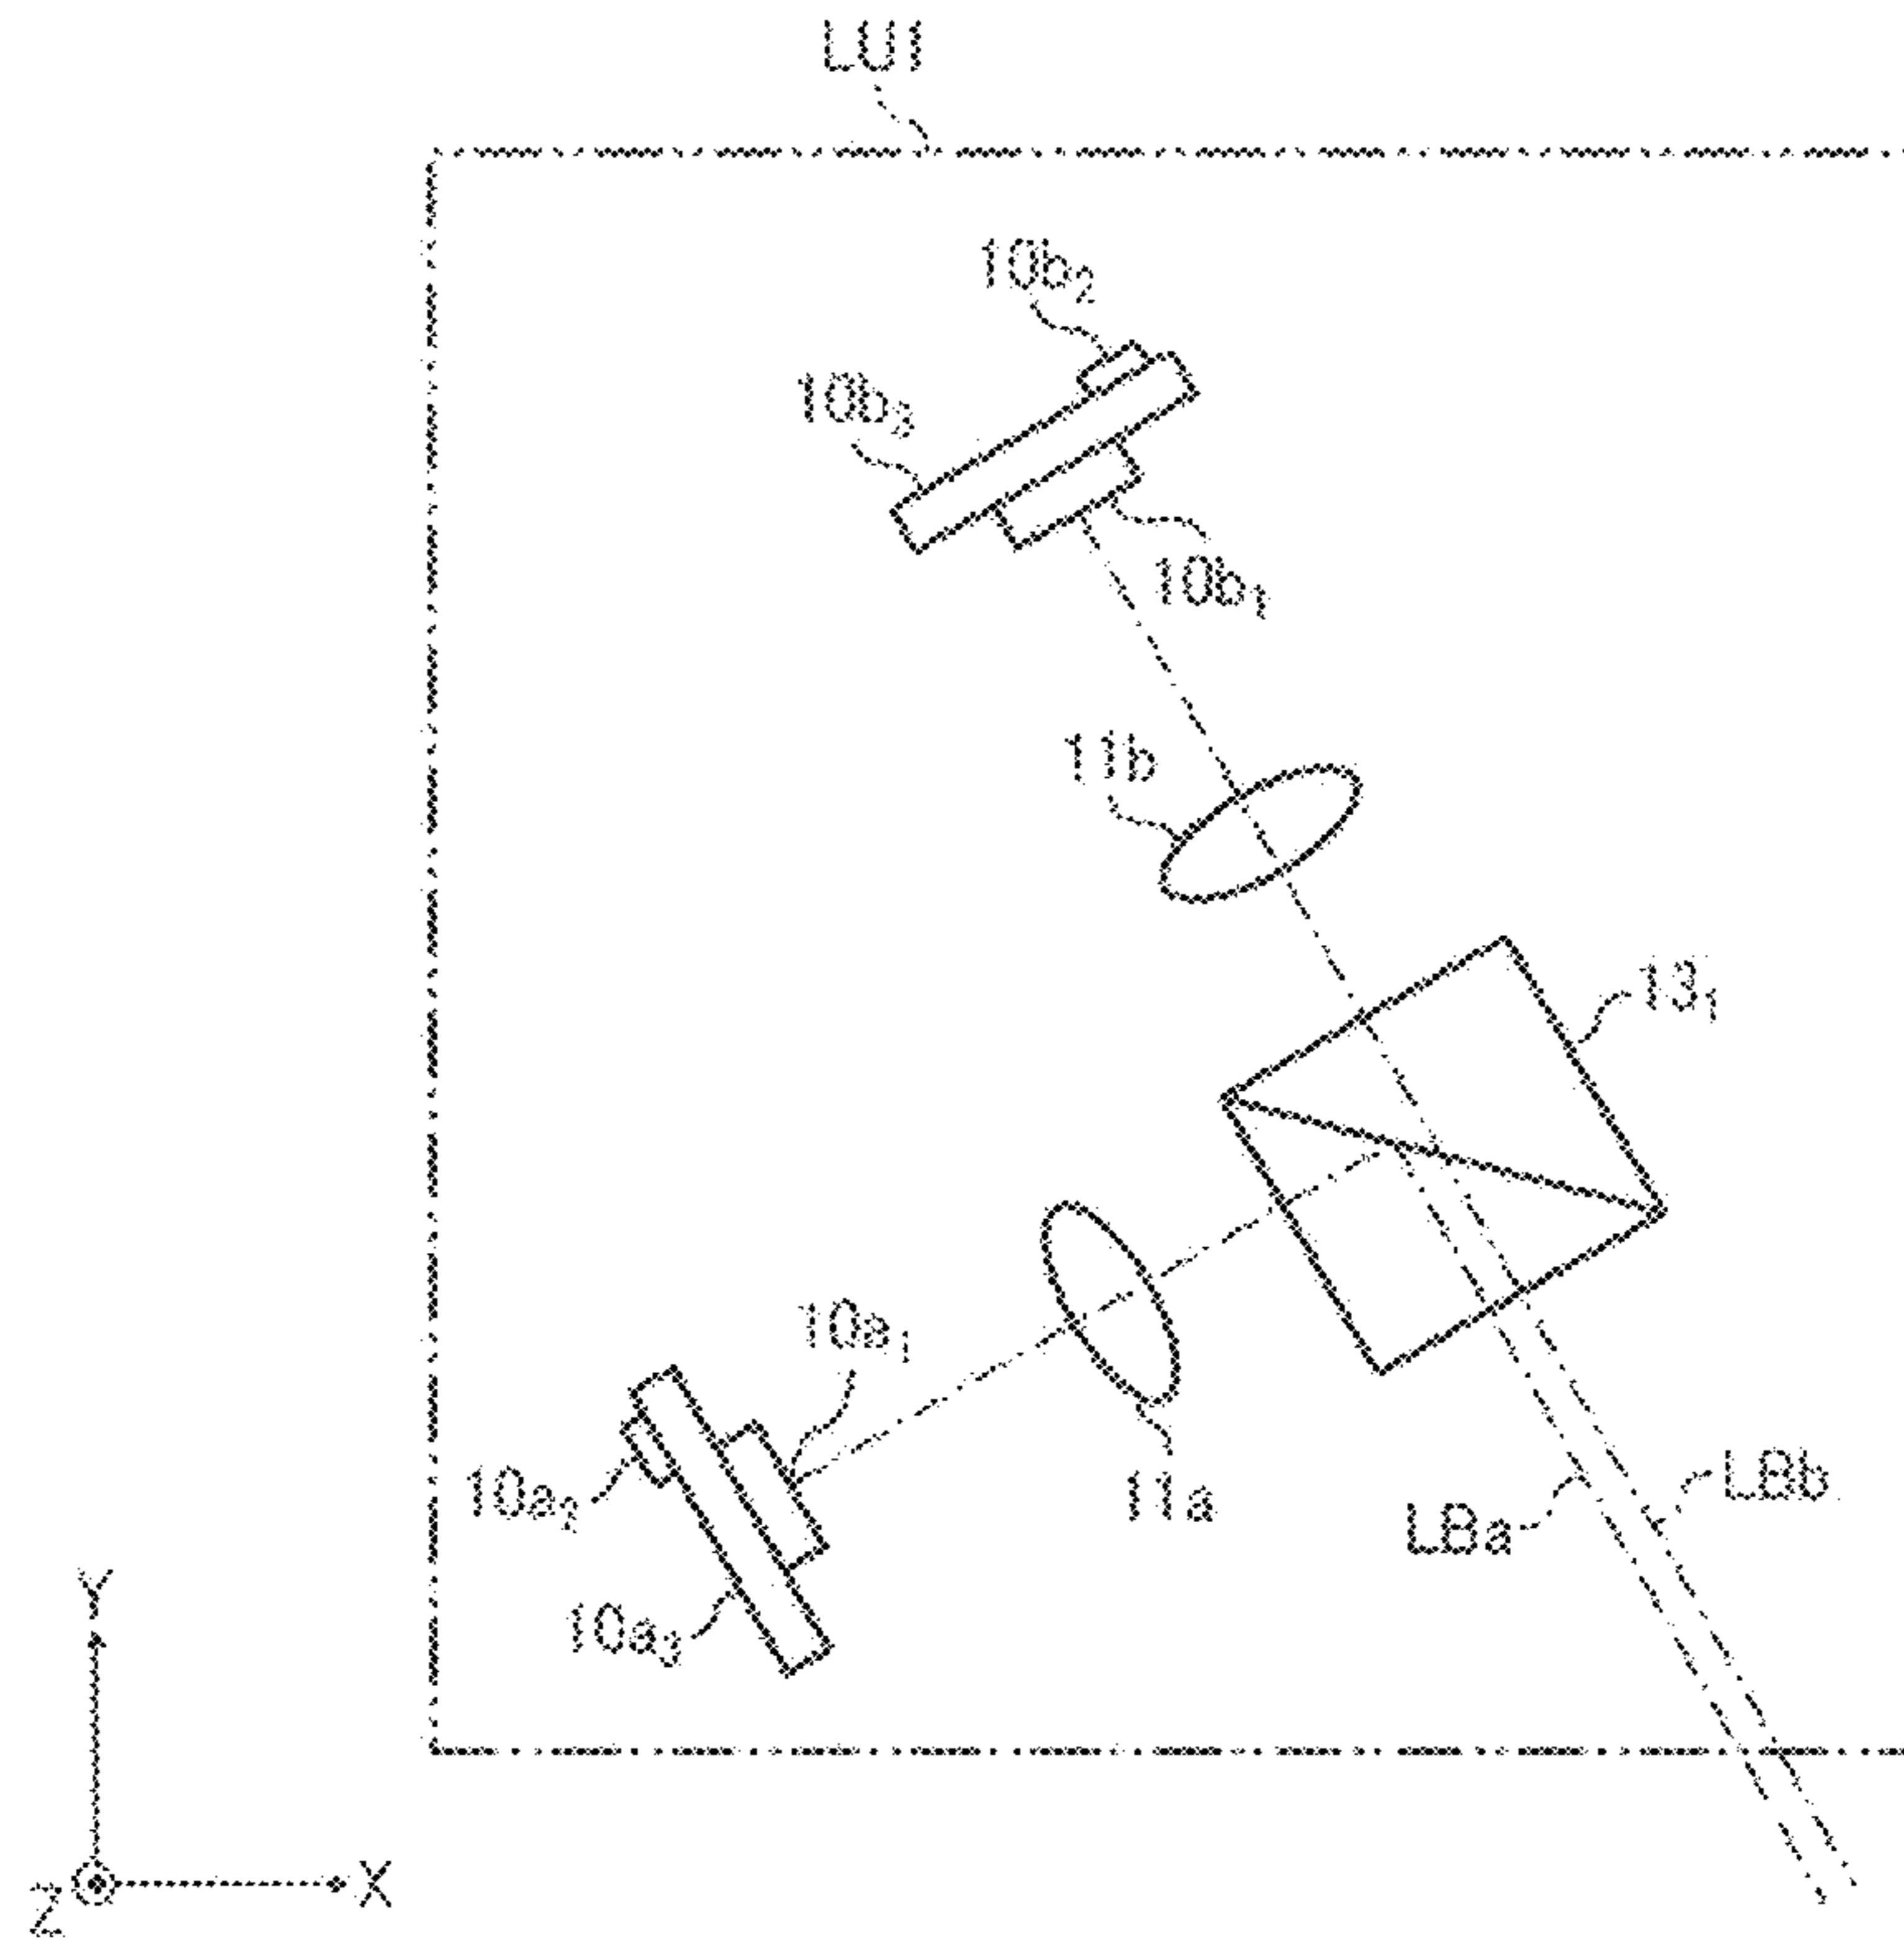 LU1
10b₂
10b₃
10b₁
11b
13₁
10a₁
10a₂
11a
LBb
LBa
10a₃
Y
X
Z